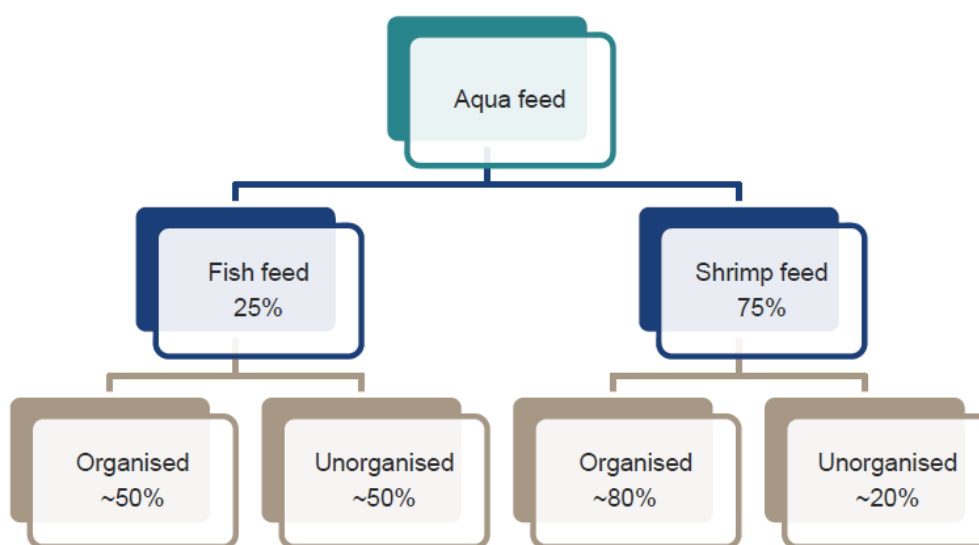 Aqua feed
Fish feed
25%
Shrimp feed
75%
Organised
~50%
Unorganised
~50%
Organised
~80%
Unorganised
~20%